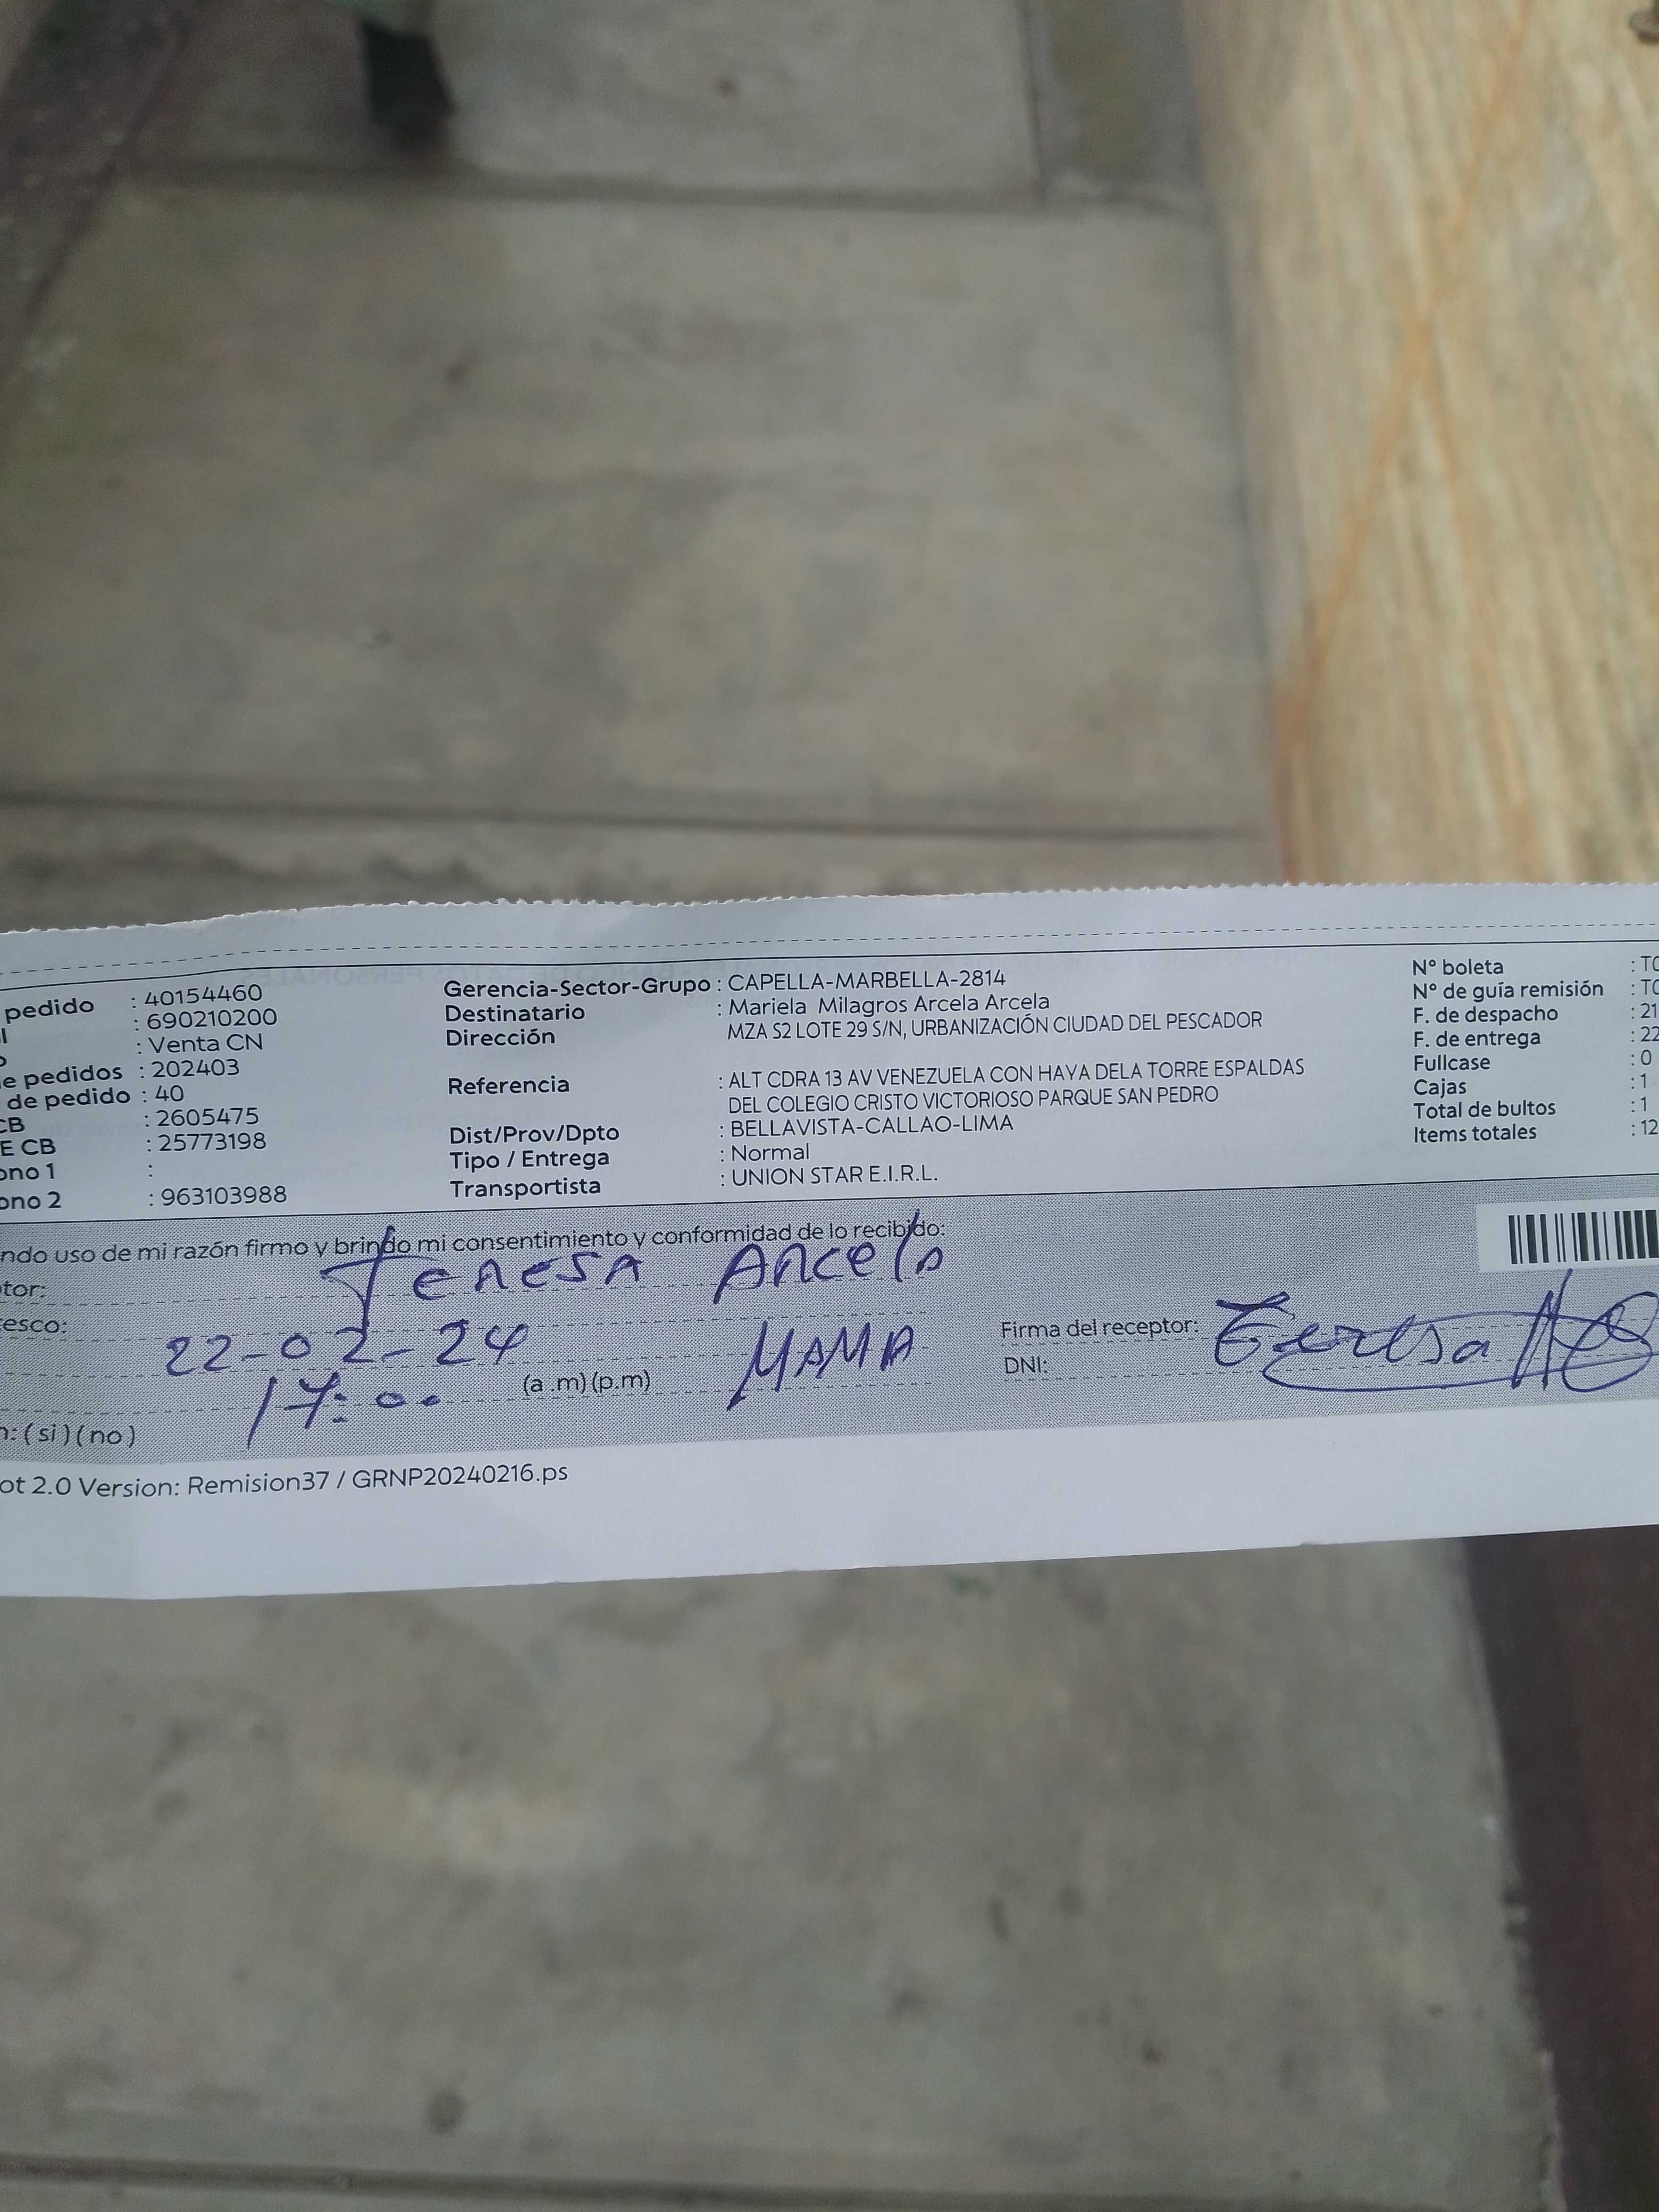 pedido : 40154460
: 690210200
: Venta CN
e pedidos : 202403
de pedido : 40
CB : 2605475
E CB : 25773198
ono 1 :
ono 2 : 963103988
Gerencia-Sector-Grupo : CAPELLA-MARBELLA-2814
Destinatario : Mariela Milagros Arcela Arcela
Dirección MZA S2 LOTE 29 S/N, URBANIZACIÓN CIUDAD DEL PESCADOR
Referencia : ALT CDRA 13 AV VENEZUELA CON HAYA DELA TORRE ESPALDAS
DEL COLEGIO CRISTO VICTORIOSO PARQUE SAN PEDRO
Dist/Prov/Dpto : BELLAVISTA-CALLAO-LIMA
Tipo / Entrega : Normal
Transportista : UNION STAR E.I.R.L.
N° boleta : TC
N° de guía remisión : TC
F. de despacho : 21
F. de entrega : 22
Fullcase : 0
Cajas : 1
Total de bultos : 1
Items totales : 12
ndo uso de mi razón firmo y brindo mi consentimiento y conformidad de lo recibido:
tor: Teresa Arcela
esco: MAMA
22-02-24
17:00 (a .m) (p.m)
n: ( si ) ( no )
Firma del receptor: Teresa
DNI:
ot 2.0 Version: Remision37 / GRNP20240216.ps